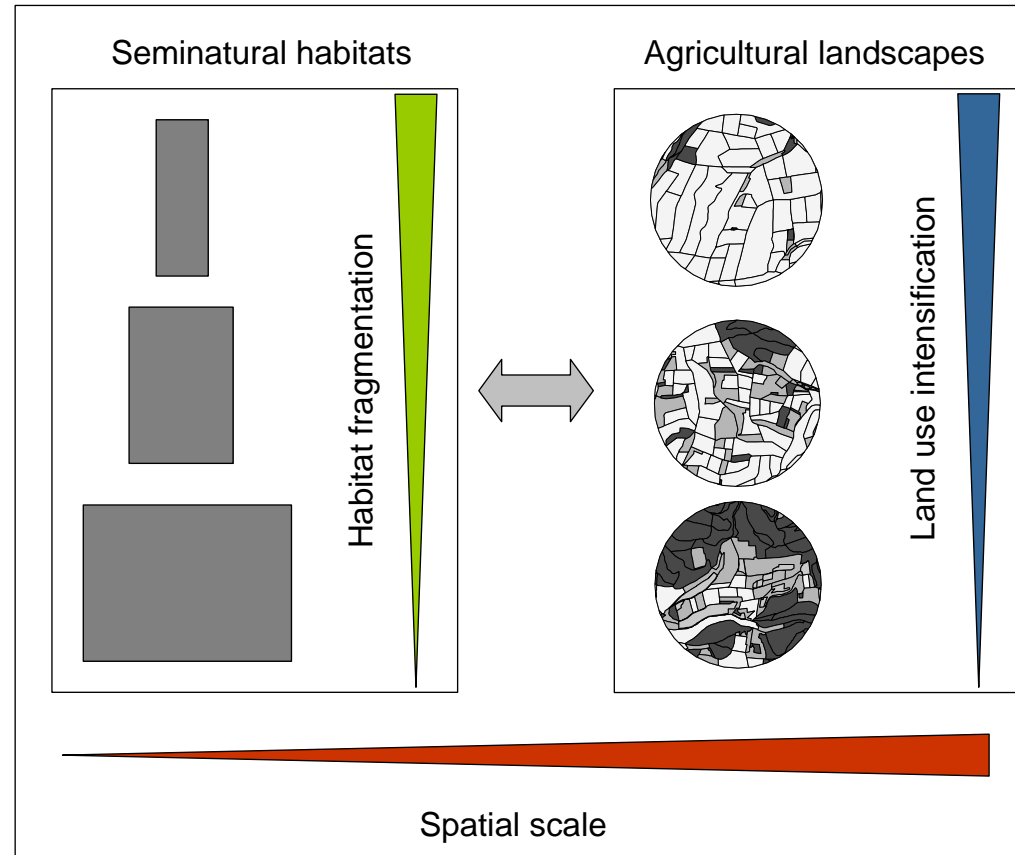 Seminatural habitats
Agricultural landscapes
Habitat fragmentation
Land use intensification
Spatial scale